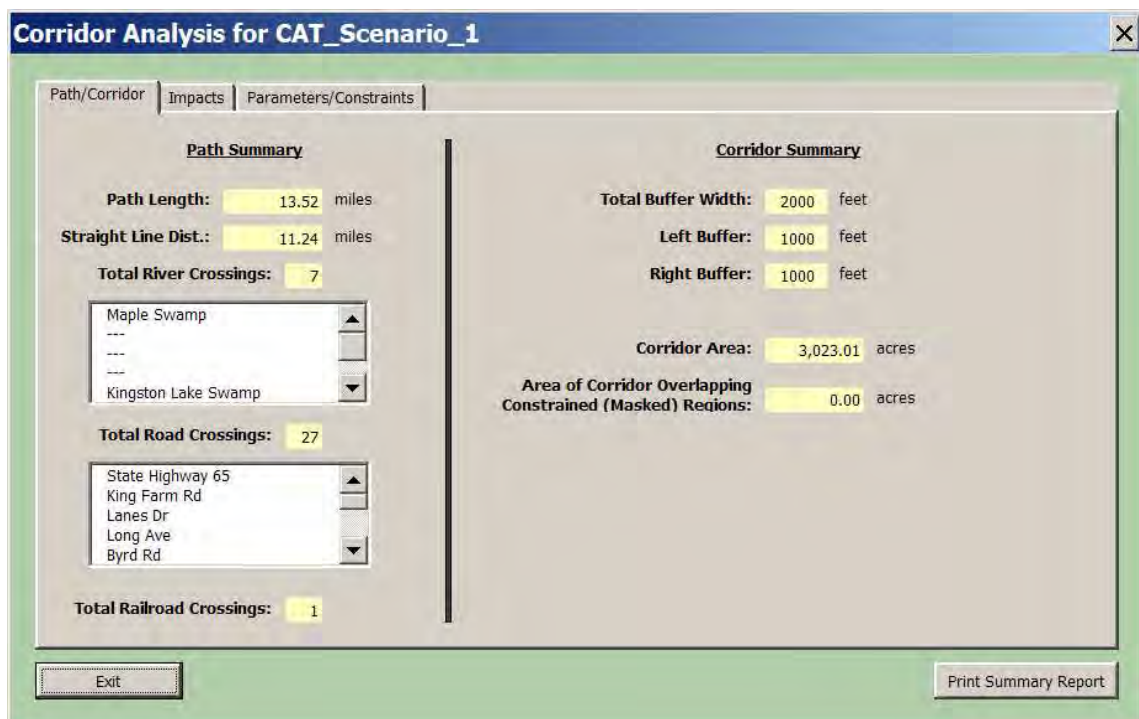 Corridor Analysis for CAT_Scenario_1
Path/Corridor Impacts Parameters/Constraints
Path Summary
Path Length: 13.52 miles
Straight Line Dist.: 11.24 miles
Total River Crossings: 7
Maple Swamp
---
---
---
Kingston Lake Swamp
Total Road Crossings: 27
State Highway 65
King Farm Rd
Lanes Dr
Long Ave
Byrd Rd
Total Railroad Crossings: 1
Corridor Summary
Total Buffer Width: 2000 feet
Left Buffer: 1000 feet
Right Buffer: 1000 feet
Corridor Area: 3,023.01 acres
Area of Corridor Overlapping
Constrained (Masked) Regions: 0.00 acres
Exit
Print Summary Report